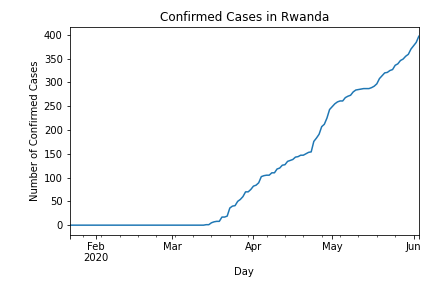 Confirmed Cases in Rwanda
400
350
300
250
200
150
100
50
0
Number of Confirmed Cases
Feb Mar Apr May Jun
2020
Day